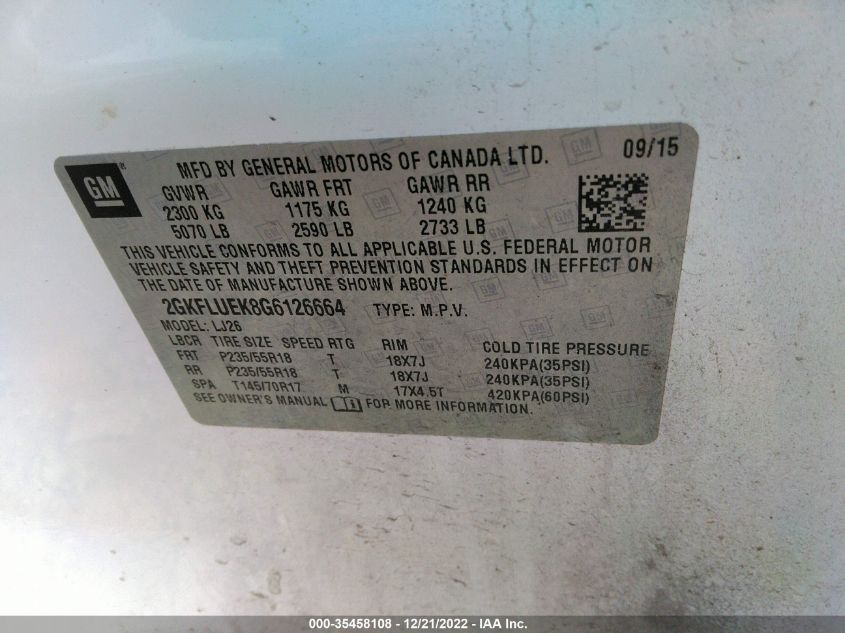 GM
MFD BY GENERAL MOTORS OF CANADA LTD. 09/15
GVWR GAWR FRT GAWR RR
2300 KG 1175 KG 1240 KG
5070 LB 2590 LB 2733 LB
THIS VEHICLE CONFORMS TO ALL APPLICABLE U.S. FEDERAL MOTOR
VEHICLE SAFETY AND THEFT PREVENTION STANDARDS IN EFFECT ON
THE DATE OF MANUFACTURE SHOWN ABOVE.
2GKFLUEK8G6126664 TYPE: M.P.V.
MODEL: LJ26
LBCR TIRE SIZE SPEED RTG RIM COLD TIRE PRESSURE
FRT P235/55R18 T 18X7J 240KPA(35PSI)
RR P235/55R18 T 18X7J 240KPA(35PSI)
SPA T145/70R17 M 17X4.5T 420KPA(60PSI)
SEE OWNER'S MANUAL FOR MORE INFORMATION.
000-35458108 - 12/21/2022 - IAA Inc.